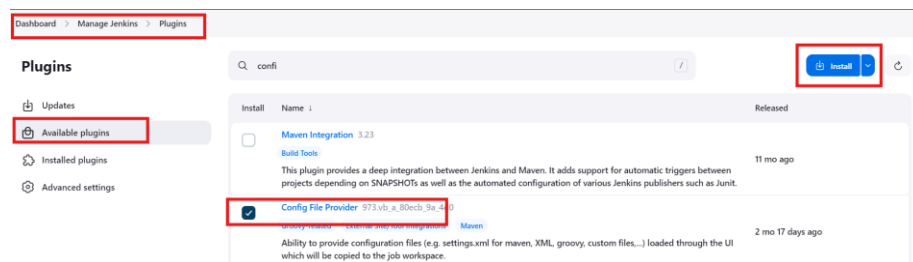 Dashboard > Manage Jenkins > Plugins
Plugins
confi
/
Install
Updates
Available plugins
Installed plugins
Advanced settings
Install Name ↓ Released
Maven Integration 3.23
Build Tools
This plugin provides a deep integration between Jenkins and Maven. It adds support for automatic triggers between
projects depending on SNAPSHOTs as well as the automated configuration of various Jenkins publishers such as Junit.
11 mo ago
Config File Provider
Maven
Ability to provide configuration files (e.g. settings.xml for maven, XML, groovy, custom files,...) loaded through the UI
which will be copied to the job workspace.
2 mo 17 days ago